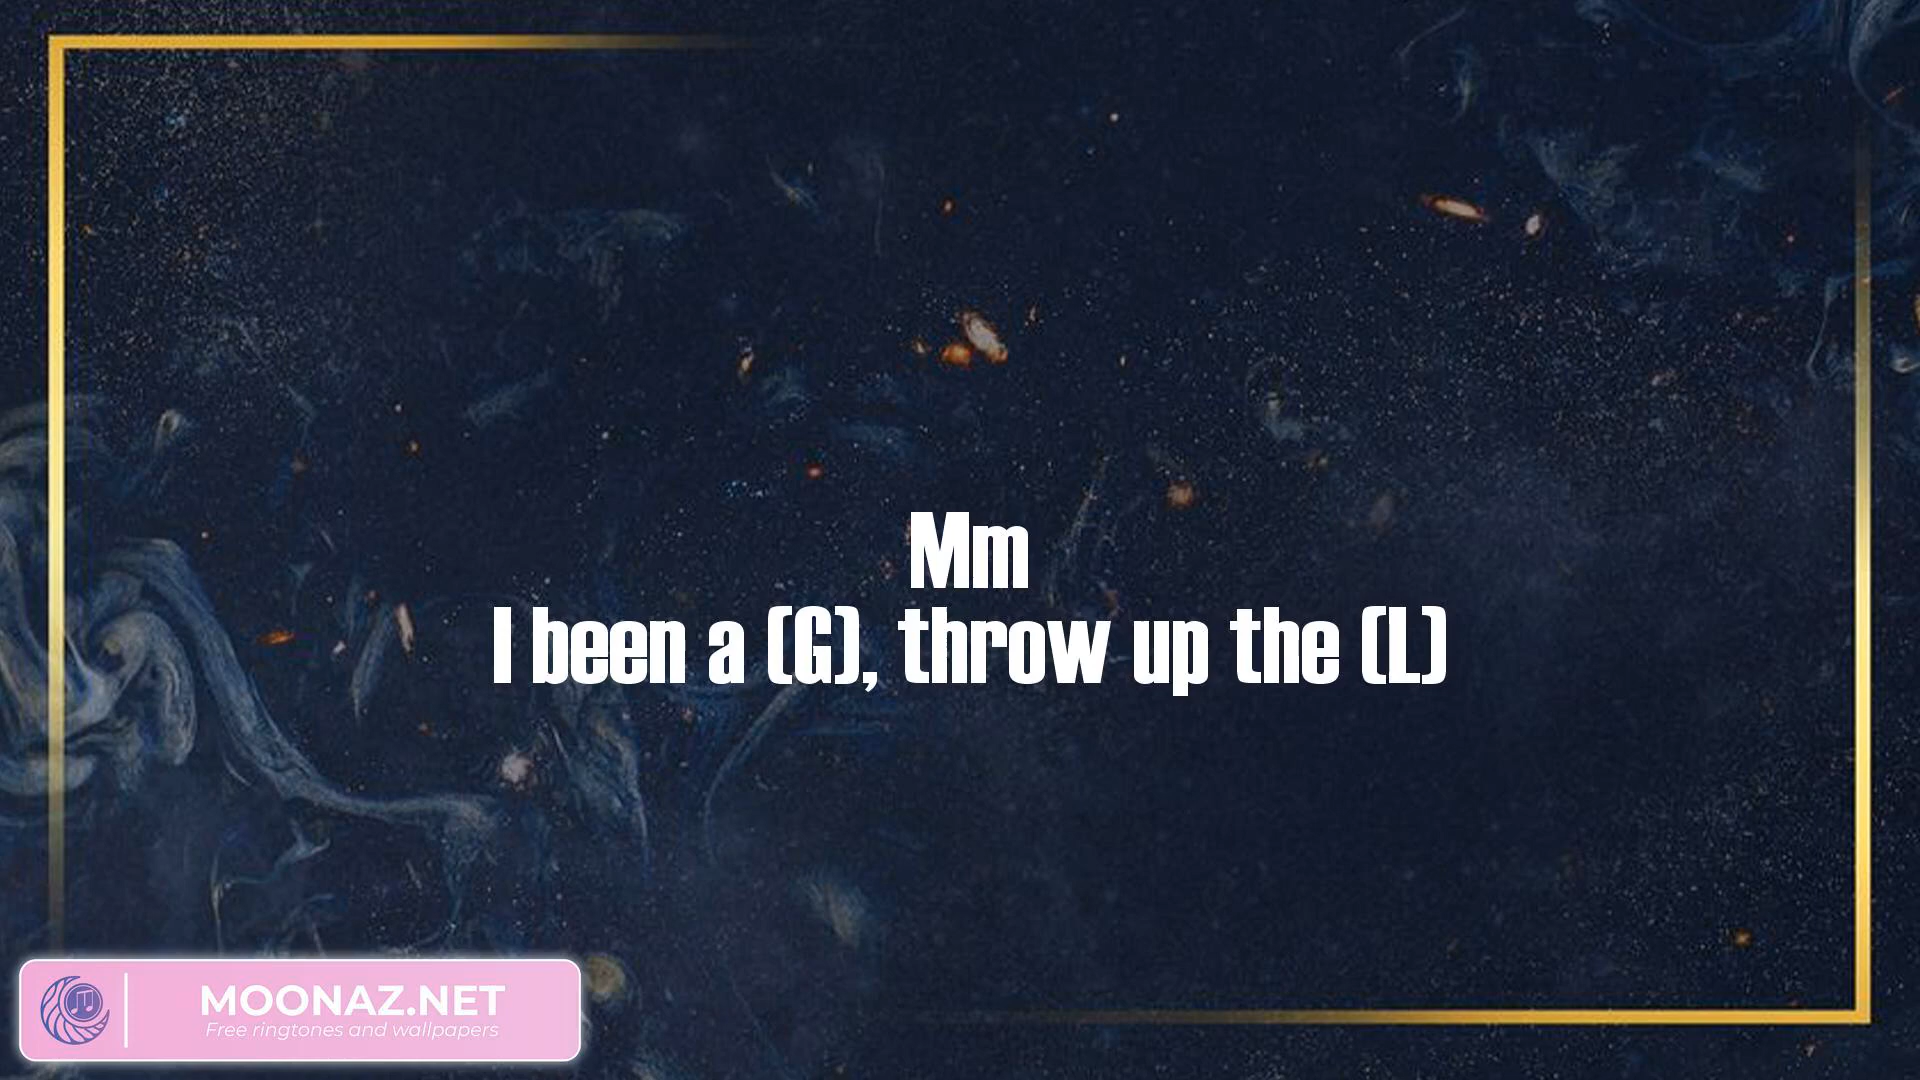 Mm
I been a (G), throw up the (L)
MOONAZ.NET
Free ringtones and wallpapers